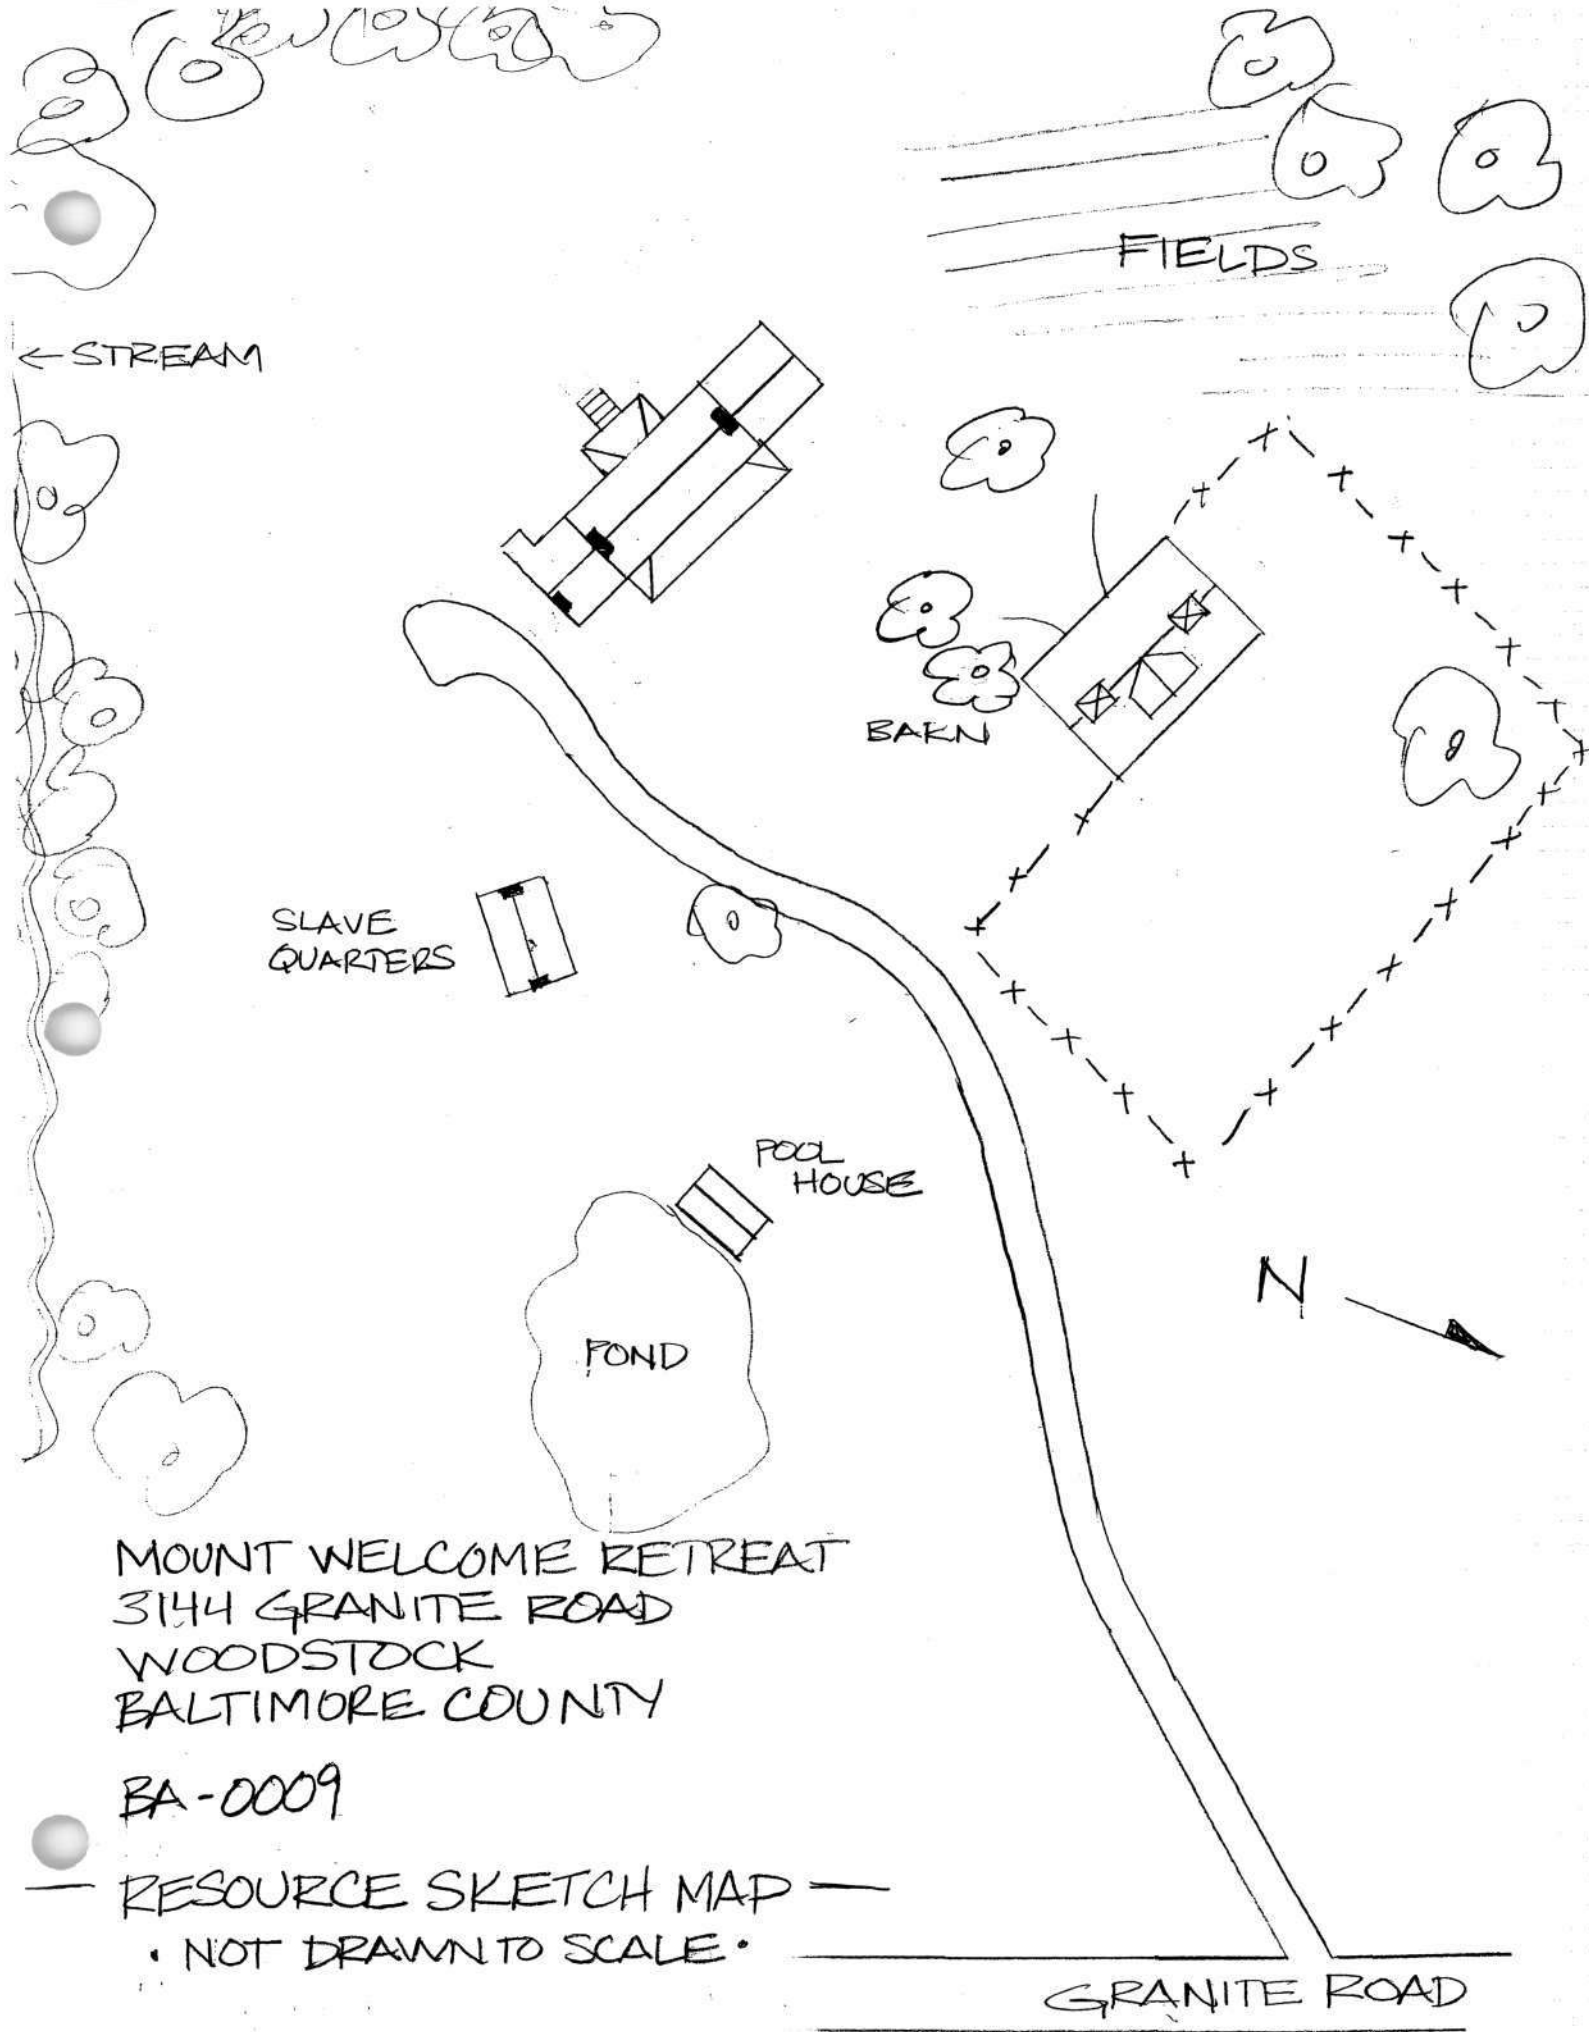 FIELDS
← STREAM
BARN
SLAVE
QUARTERS
POOL
HOUSE
N
POND
MOUNT WELCOME RETREAT
3144 GRANITE ROAD
WOODSTOCK
BALTIMORE COUNTY
BA-0009
— RESOURCE SKETCH MAP —
• NOT DRAWN TO SCALE •
GRANITE ROAD